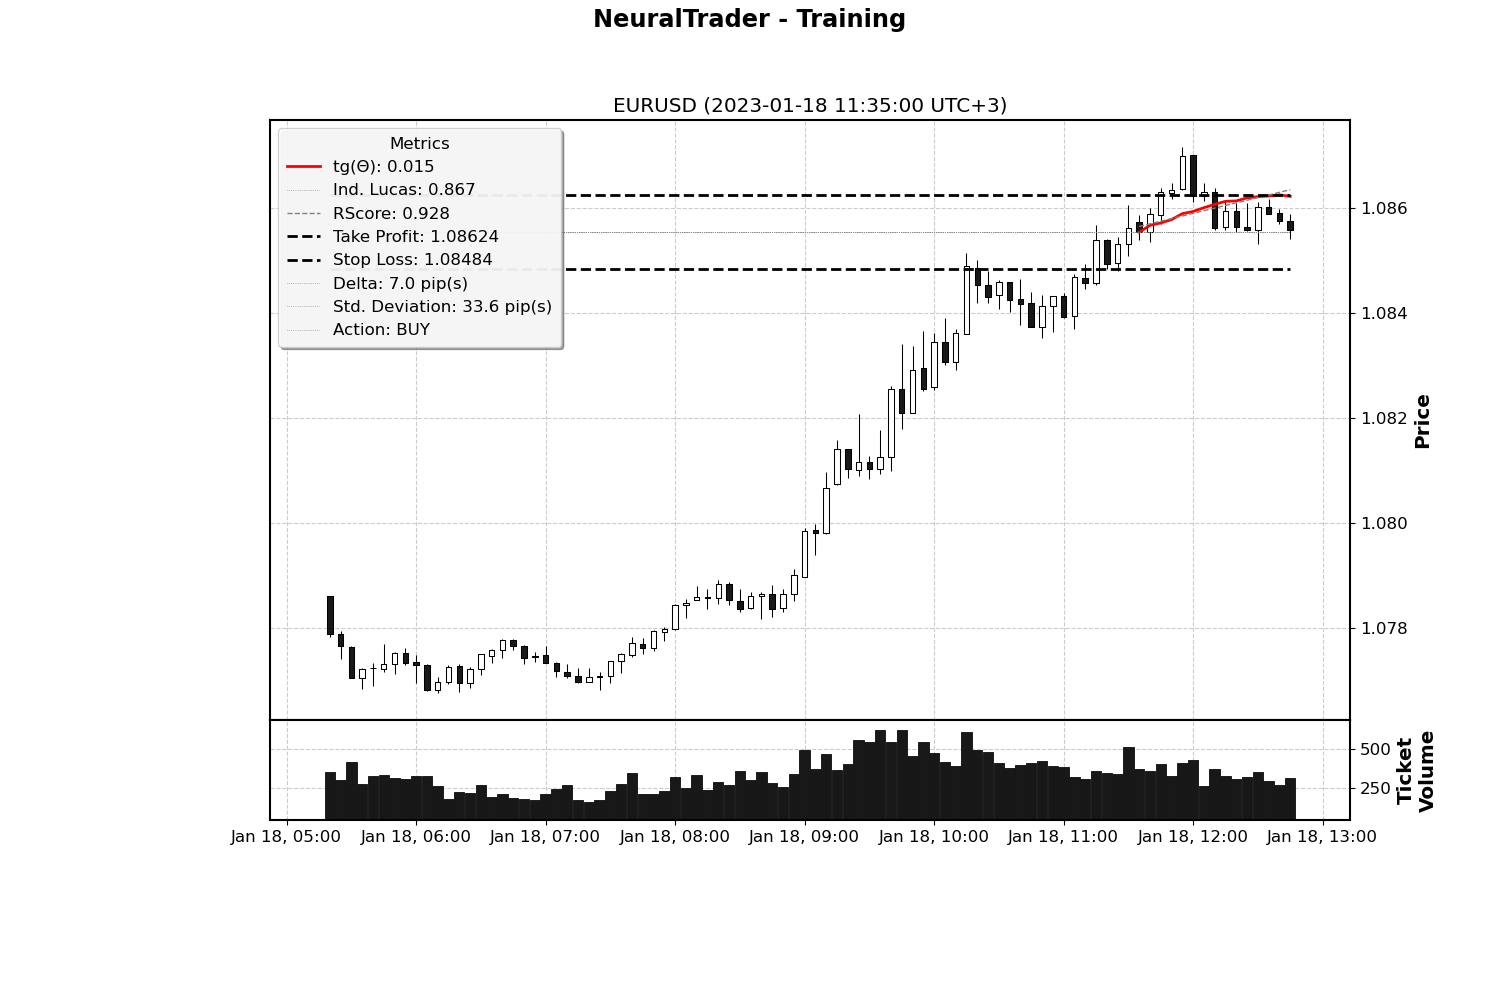 NeuralTrader - Training
EURUSD (2023-01-18 11:35:00 UTC+3)
Metrics
tg(Θ): 0.015
Ind. Lucas: 0.867
RScore: 0.928
Take Profit: 1.08624
Stop Loss: 1.08484
Delta: 7.0 pip(s)
Std. Deviation: 33.6 pip(s)
Action: BUY
1.086
1.084
1.082
1.080
1.078
Price
500
250
Ticket
Volume
Jan 18, 05:00
Jan 18, 06:00
Jan 18, 07:00
Jan 18, 08:00
Jan 18, 09:00
Jan 18, 10:00
Jan 18, 11:00
Jan 18, 12:00
Jan 18, 13:00